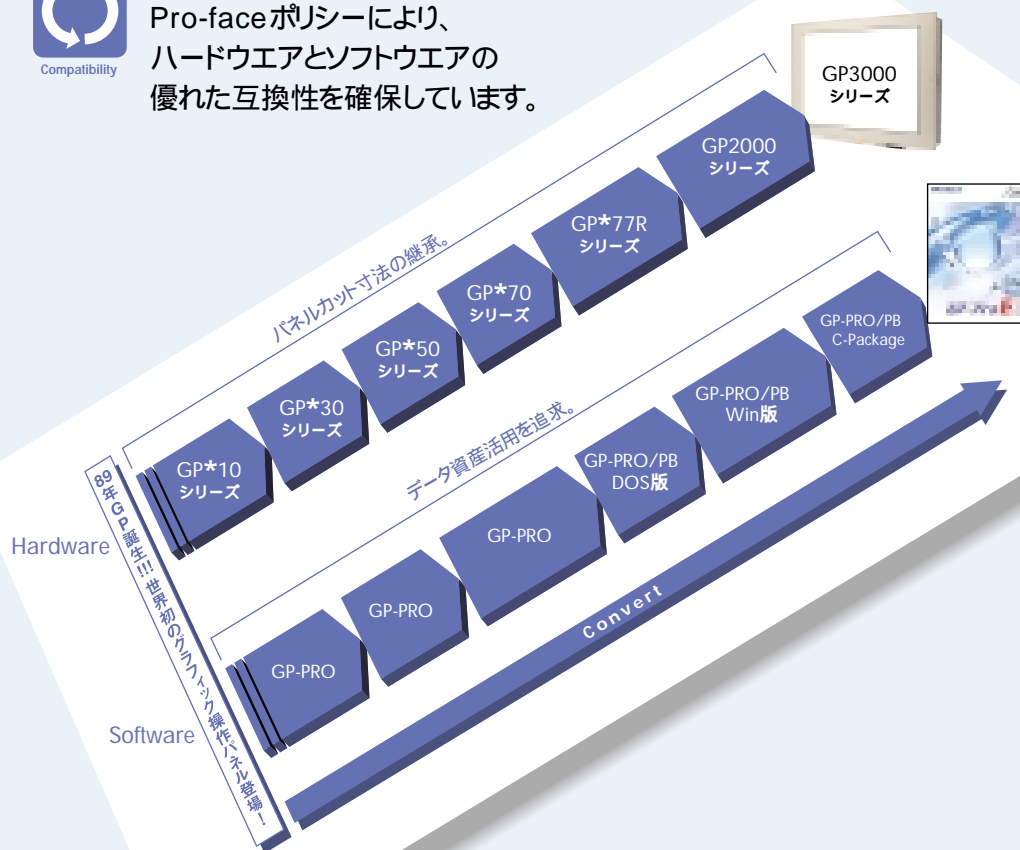 Compatibility
Pro-faceポリシーにより、
ハードウエアとソフトウエアの
優れた互換性を確保しています。
GP3000
シリーズ
GP2000
シリーズ
GP*77R
シリーズ
GP*70
シリーズ
GP*50
シリーズ
GP*30
シリーズ
GP*10
シリーズ
パネルカット寸法の継承。
Hardware
89年GP誕生!!!世界初のグラフィック操作パネル登場!
データ資産活用を追求。
GP-PRO/PB
C-Package
GP-PRO/PB
Win版
GP-PRO/PB
DOS版
GP-PRO
GP-PRO
GP-PRO
Software
Convert